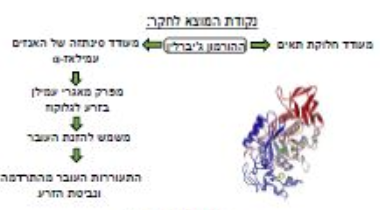 נקודת המוצא לחקר:
מעודד חלוקת תאים
ההורמון ג'יברלין
מעודד סינתזה של האנזים
עמילאז-α
מפרק מאגרי עמילן
בזרע לגלוקוז
משמש להזנת העובר
התעוררות העובר מהתרדמה
ונביטת הזרע